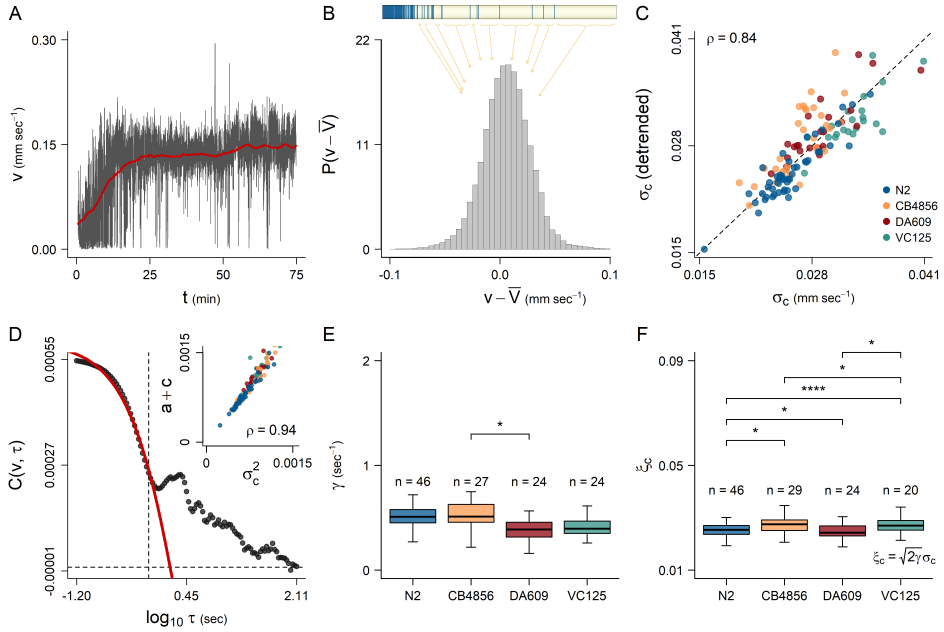 A
0.30
0.15
0.00
v (mm sec⁻¹)
0
25
50
75
t (min)
B
22
11
0
P(v − V̅)
-0.1
0.0
0.1
v − V̅ (mm sec⁻¹)
C
ρ = 0.84
0.041
0.028
0.015
σc (detrended)
N2
CB4856
DA609
VC125
0.015
0.028
0.041
σc (mm sec⁻¹)
D
0.00055
0.00027
-0.00001
C(v, τ)
-1.20
0.45
2.11
log10 τ (sec)
0.0015
0
a + c
ρ = 0.94
0
0.0015
σc²
E
2
1
0
γ (sec⁻¹)
*
n = 46
n = 27
n = 24
n = 24
N2
CB4856
DA609
VC125
F
0.09
0.05
0.01
ξc
*
*
****
*
*
n = 46
n = 29
n = 24
n = 20
ξc = √2γσc
N2
CB4856
DA609
VC125